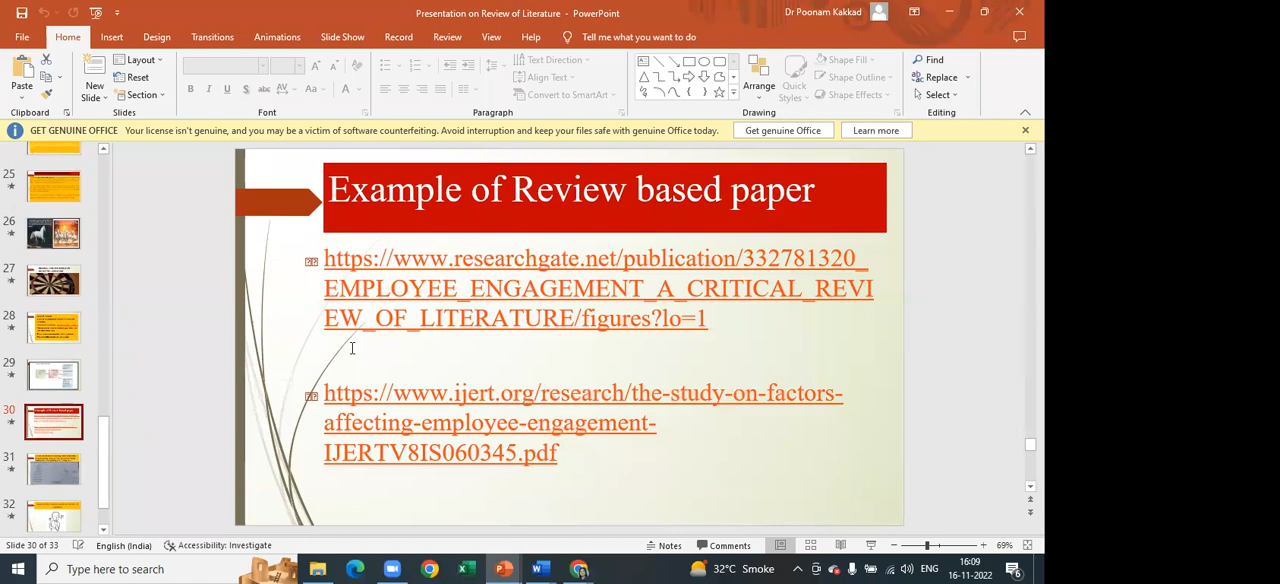 Presentation on Review of Literature - PowerPoint
Dr Poonam Kakkad
File Home Insert Design Transitions Animations Slide Show Record Review View Help Tell me what you want to do
Paste
Clipboard
New
Slide
Layout
Reset
Section
Slides
B I U S abc AV Aa A
Font
Text Direction
Align Text
Convert to SmartArt
Paragraph
Arrange
Quick
Styles
Shape Fill
Shape Outline
Shape Effects
Drawing
Find
Replace
Select
Editing
GET GENUINE OFFICE Your license isn't genuine, and you may be a victim of software counterfeiting. Avoid interruption and keep your files safe with genuine Office today. Get genuine Office Learn more
25
26
27
28
29
30
31
32
Example of Review based paper
https://www.researchgate.net/publication/332781320_
EMPLOYEE_ENGAGEMENT_A_CRITICAL_REVI
EW_OF_LITERATURE/figures?lo=1
https://www.ijert.org/research/the-study-on-factors-
affecting-employee-engagement-
IJERTV8IS060345.pdf
Slide 30 of 33 English (India) Accessibility: Investigate Notes Comments 69%
Type here to search
32°C Smoke
ENG
16:09
16-11-2022
6